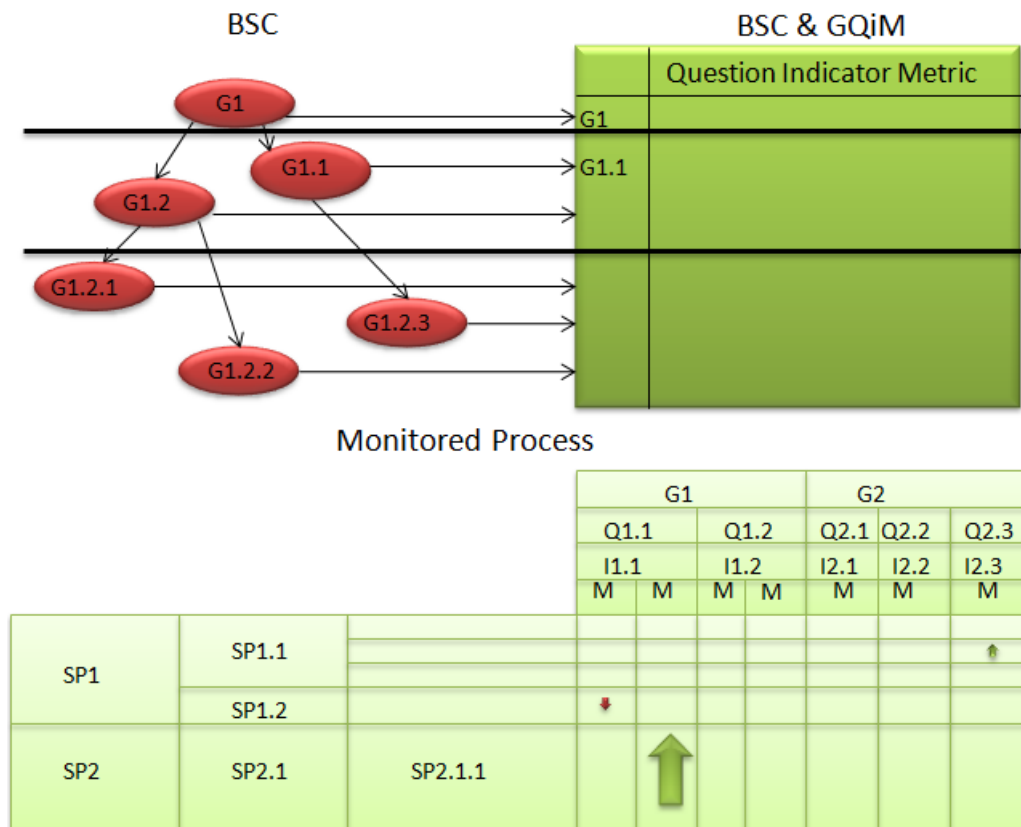 BSC
BSC & GQiM
Question Indicator Metric
G1
G1
G1.1
G1.1
G1.2
G1.2.1
G1.2.3
G1.2.2
Monitored Process
G1 G2
Q1.1 Q1.2 Q2.1 Q2.2 Q2.3
I1.1 I1.2 I2.1 I2.2 I2.3
M M M M M M M
SP1 SP1.1
SP1.2
SP2 SP2.1 SP2.1.1